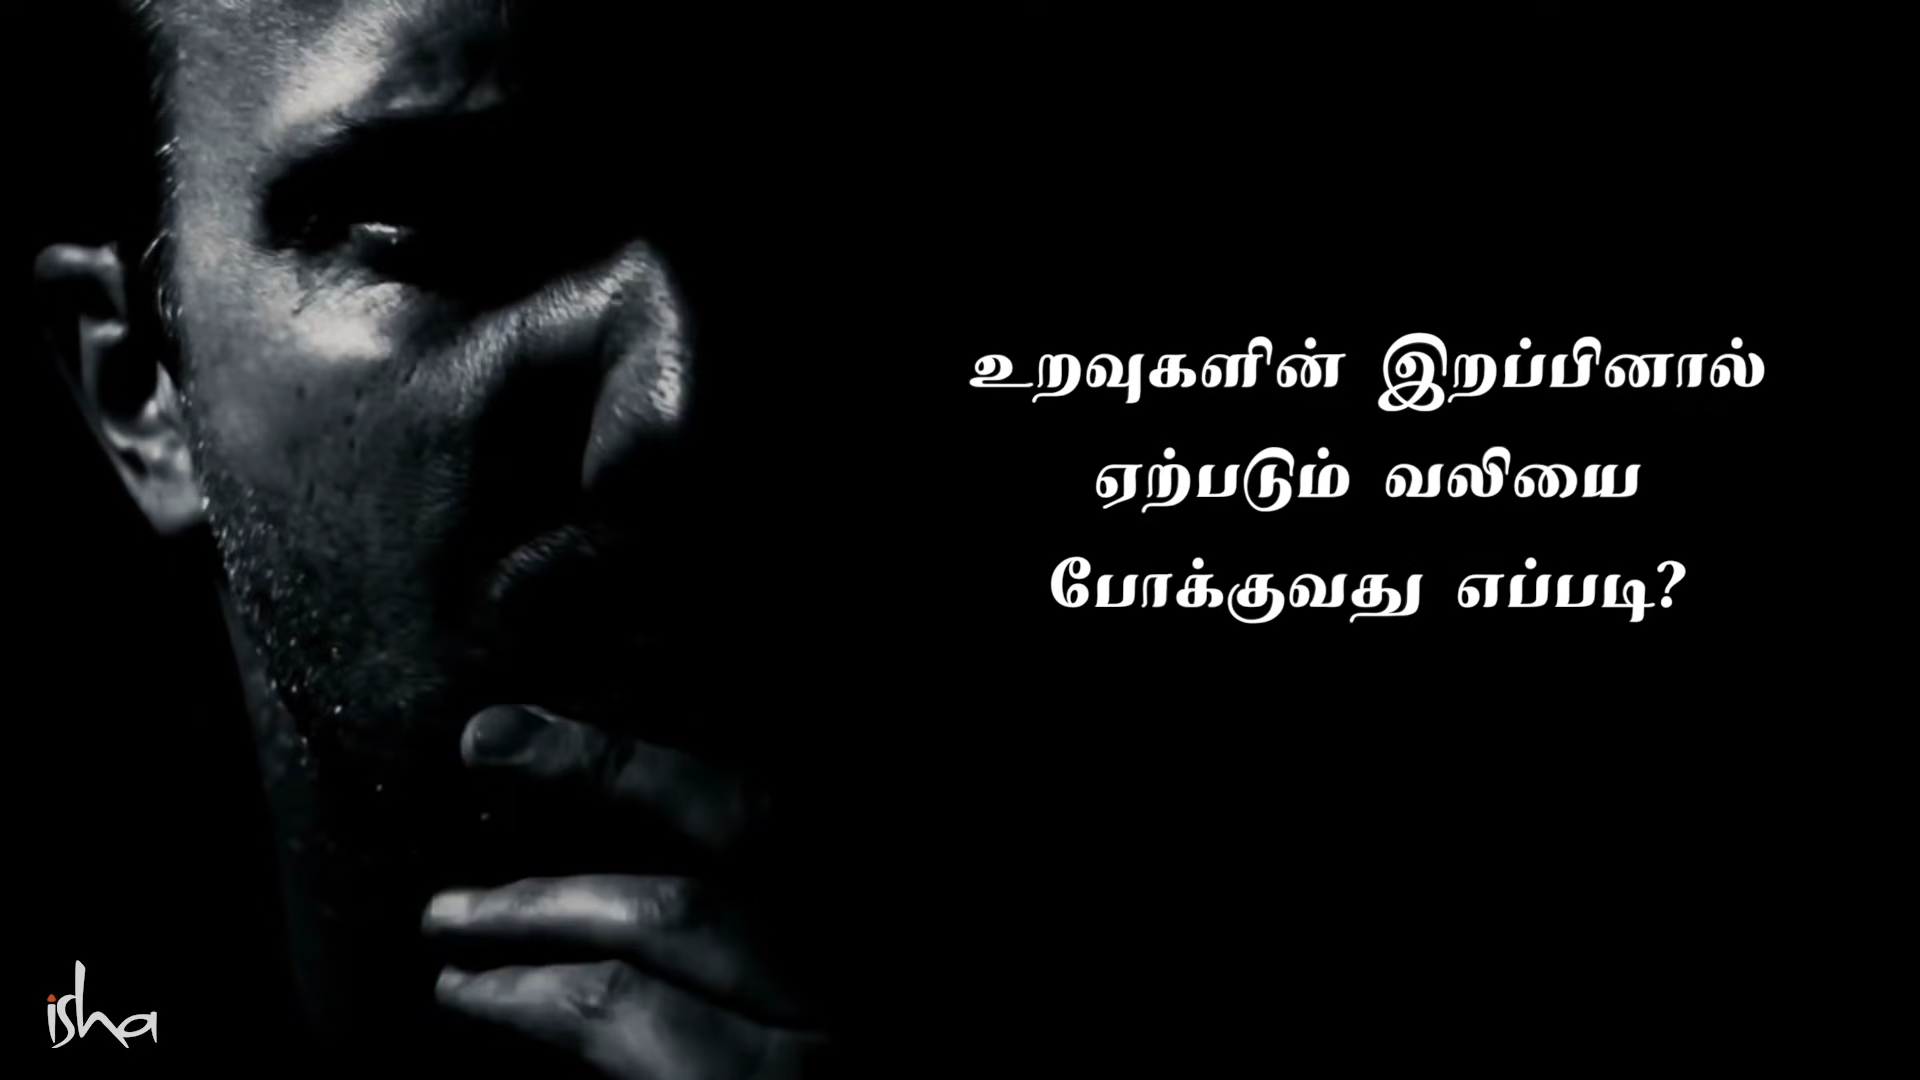 உறவுகளின் இறப்பினால்
ஏற்படும் வலியை
போக்குவது எப்படி?
isha